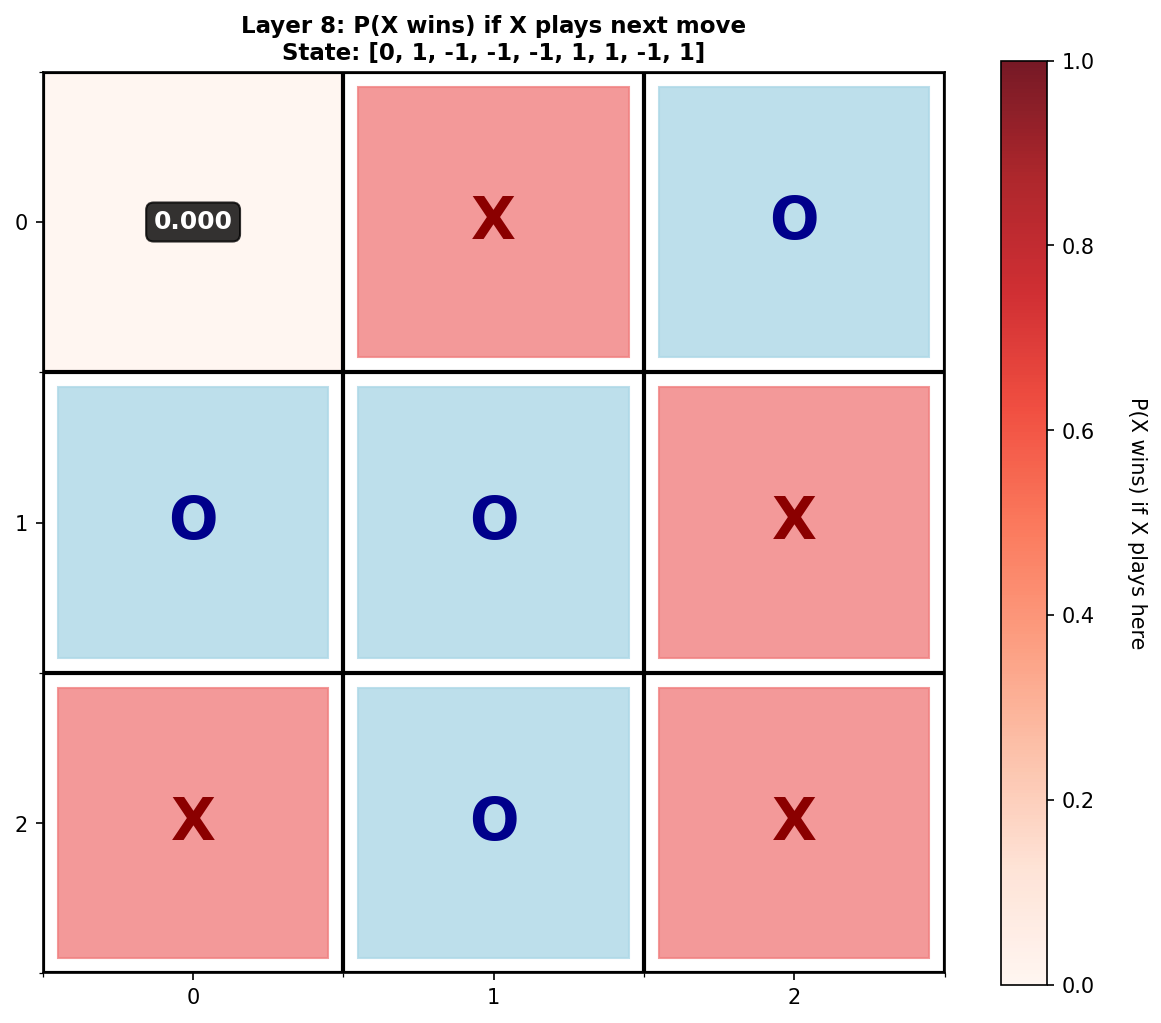 Layer 8: P(X wins) if X plays next move
State: [0, 1, -1, -1, -1, 1, 1, -1, 1]
0 0.000 X O
1 O O X
2 X O X
0 1 2
1.0
0.8
0.6
0.4
0.2
0.0
P(X wins) if X plays here